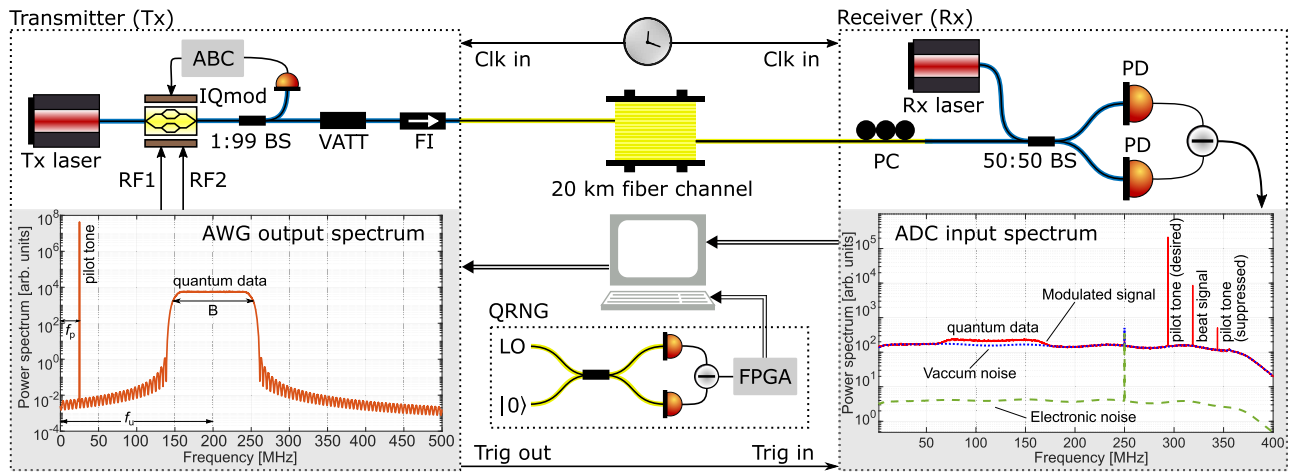 Transmitter (Tx)
ABC
IQmod
Tx laser
1:99 BS
VATT
FI
RF1
RF2
Clk in
Clk in
20 km fiber channel
Receiver (Rx)
Rx laser
PC
50:50 BS
PD
PD
AWG output spectrum
Power spectrum [arb. units]
10^8
10^6
10^4
10^2
10^0
10^-2
10^-4
pilot tone
quantum data
B
f_p
f_u
0 50 100 150 200 250 300 350 400 450 500
Frequency [MHz]
QRNG
LO
|0⟩
FPGA
Trig out
Trig in
ADC input spectrum
Power spectrum [arb. units]
10^5
10^4
10^3
10^2
10^1
10^0
Modulated signal
quantum data
Vaccum noise
Electronic noise
pilot tone (desired)
beat signal
pilot tone
(suppressed)
50 100 150 200 250 300 350 400
Frequency [MHz]